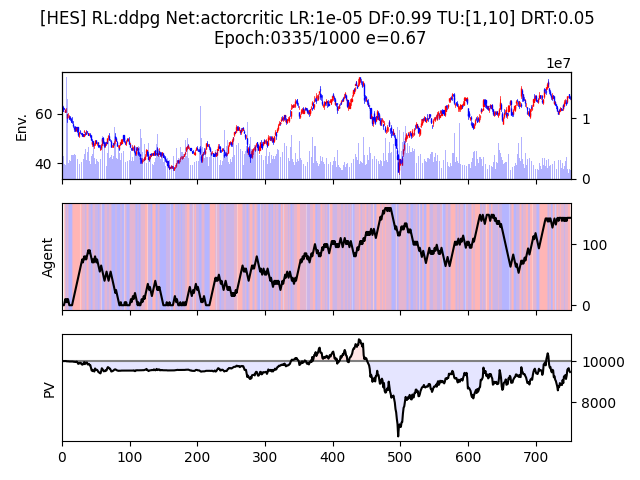 [HES] RL:ddpg Net:actorcritic LR:1e-05 DF:0.99 TU:[1,10] DRT:0.05
Epoch:0335/1000 e=0.67
1e7
Env.
60
40
1
0
Agent
100
0
PV
10000
8000
0 100 200 300 400 500 600 700